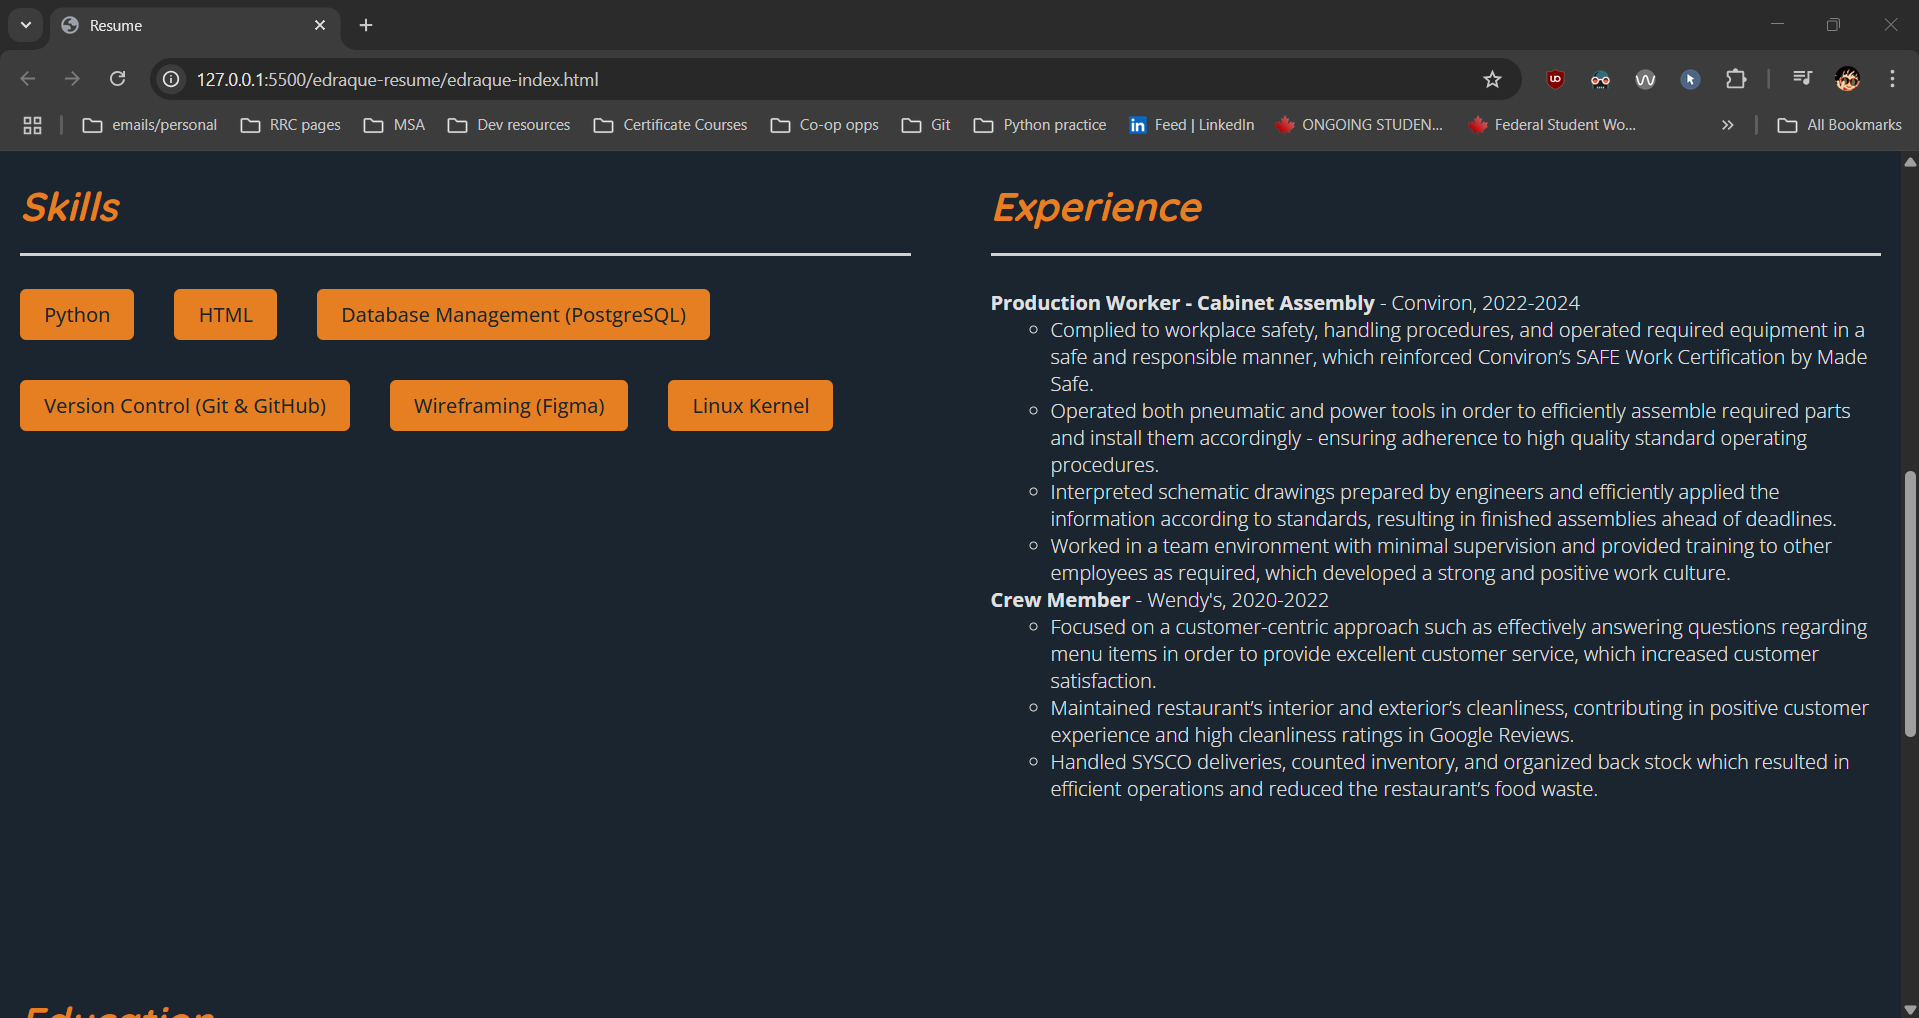 Resume
127.0.0.1:5500/edraque-resume/edraque-index.html
emails/personal
RRC pages
MSA
Dev resources
Certificate Courses
Co-op opps
Git
Python practice
Feed | LinkedIn
ONGOING STUDEN...
Federal Student Wo...
All Bookmarks
Skills
Python
HTML
Database Management (PostgreSQL)
Version Control (Git & GitHub)
Wireframing (Figma)
Linux Kernel
Experience
Production Worker - Cabinet Assembly - Conviron, 2022-2024
Complied to workplace safety, handling procedures, and operated required equipment in a
safe and responsible manner, which reinforced Conviron’s SAFE Work Certification by Made
Safe.
Operated both pneumatic and power tools in order to efficiently assemble required parts
and install them accordingly - ensuring adherence to high quality standard operating
procedures.
Interpreted schematic drawings prepared by engineers and efficiently applied the
information according to standards, resulting in finished assemblies ahead of deadlines.
Worked in a team environment with minimal supervision and provided training to other
employees as required, which developed a strong and positive work culture.
Crew Member - Wendy's, 2020-2022
Focused on a customer-centric approach such as effectively answering questions regarding
menu items in order to provide excellent customer service, which increased customer
satisfaction.
Maintained restaurant’s interior and exterior’s cleanliness, contributing in positive customer
experience and high cleanliness ratings in Google Reviews.
Handled SYSCO deliveries, counted inventory, and organized back stock which resulted in
efficient operations and reduced the restaurant’s food waste.
Education